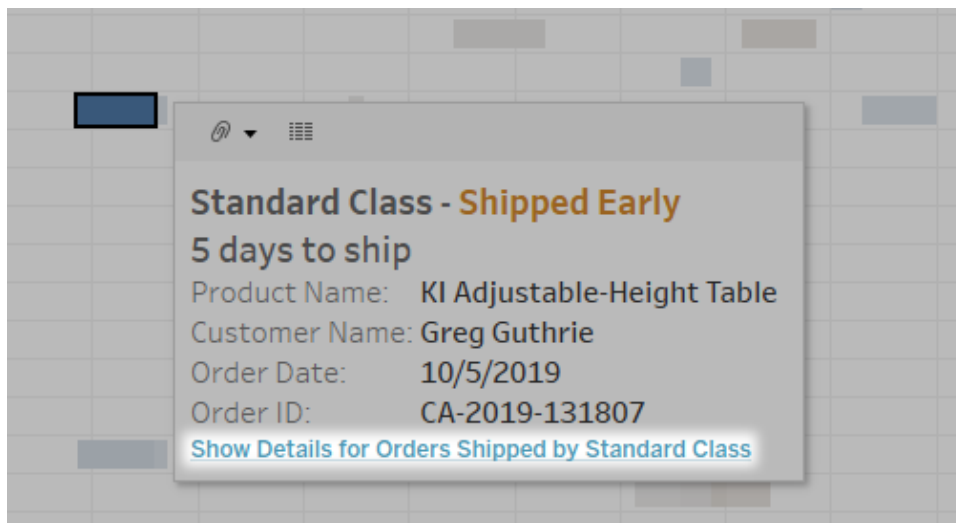 Standard Class - Shipped Early
5 days to ship
Product Name: KI Adjustable-Height Table
Customer Name: Greg Guthrie
Order Date: 10/5/2019
Order ID: CA-2019-131807
Show Details for Orders Shipped by Standard Class